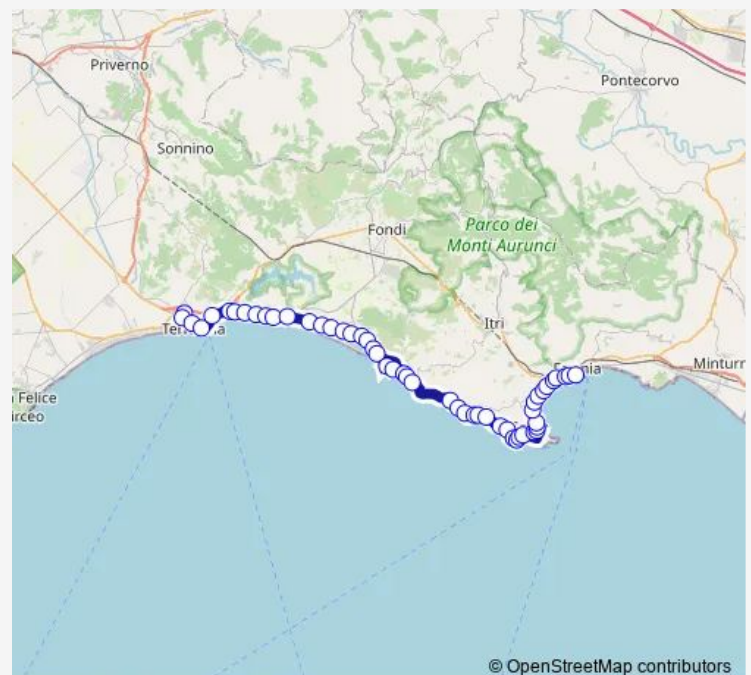 Priverno
Pontecorvo
Sonnino
Fondi
Parco dei
Monti Aurunci
Itri
Minturr
Felice
irceo
© OpenStreetMap contributors